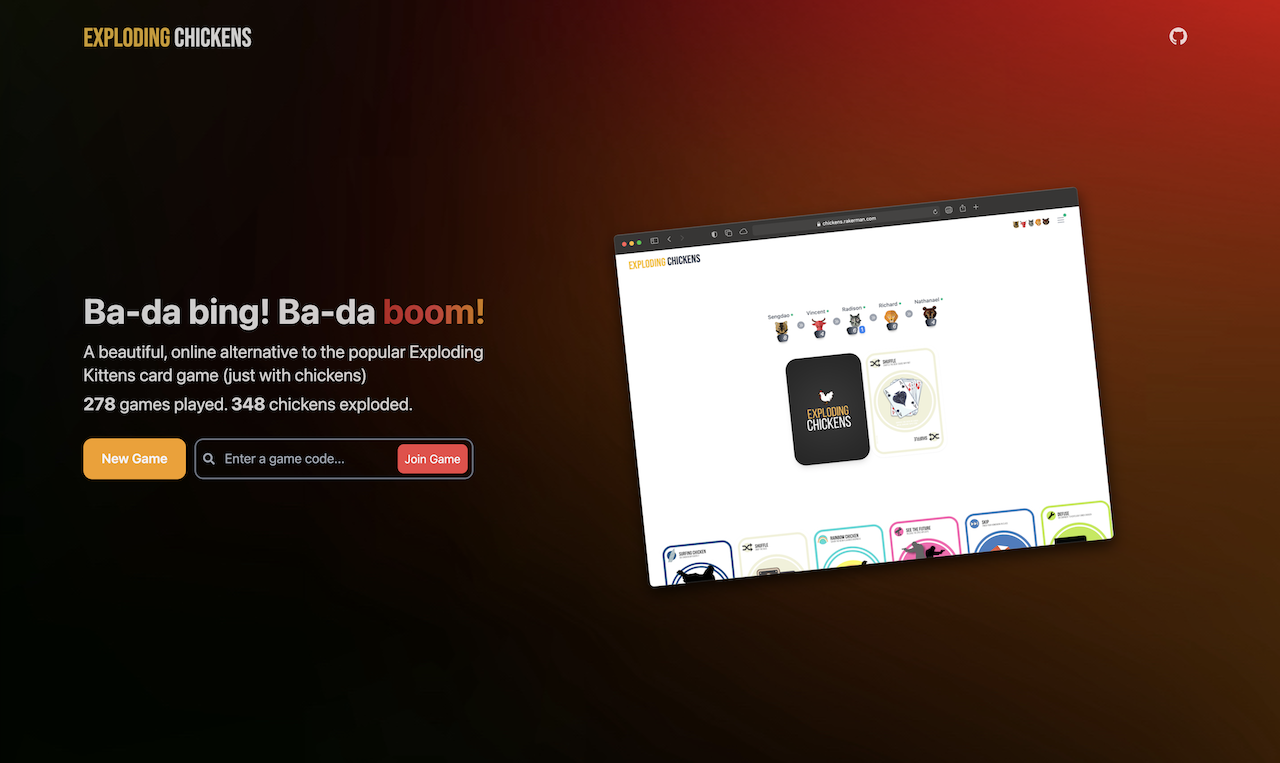 EXPLODING CHICKENS
Ba-da bing! Ba-da boom!
A beautiful, online alternative to the popular Exploding
Kittens card game (just with chickens)
278 games played. 348 chickens exploded.
New Game
Enter a game code...
Join Game
chickens.rakerman.com
EXPLODING CHICKENS
Sengdao
Vincent
Radison
Richard
Nathanael
1
EXPLODING
CHICKENS
SHUFFLE
SHUFFLE
SURFING CHICKEN
SHUFFLE
RAINBOW CHICKEN
SEE THE FUTURE
SKIP
DEFUSE